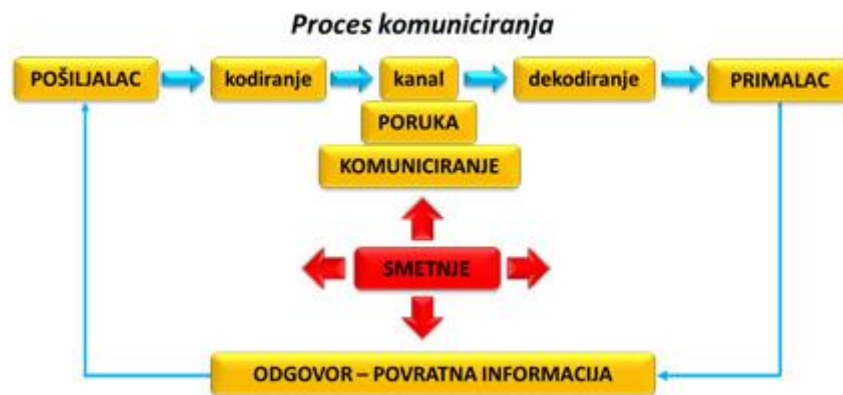 Proces komuniciranja
POŠILJALAC
kodiranje
kanal
dekodiranje
PRIMALAC
PORUKA
KOMUNICIRANJE
SMETNJE
ODGOVOR – POVRATNA INFORMACIJA